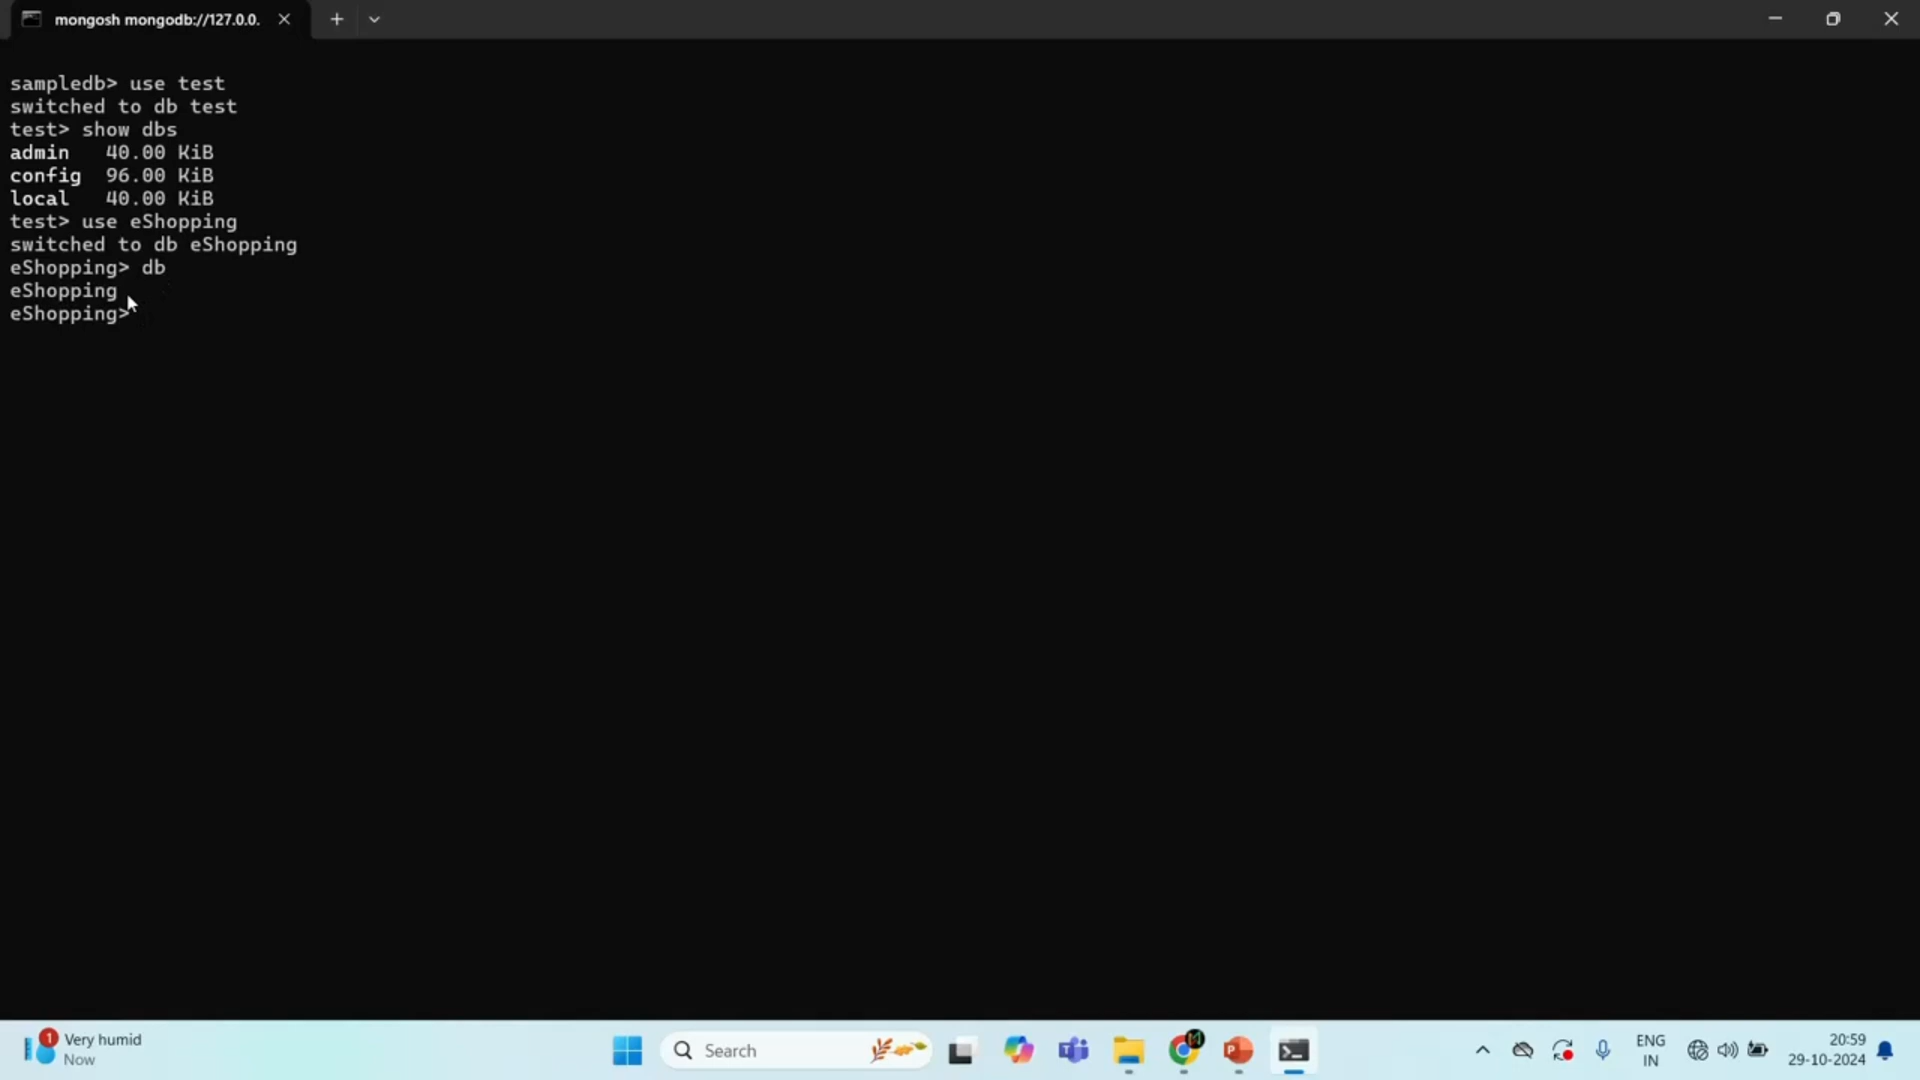 mongosh mongodb://127.0.0.
sampledb> use test
switched to db test
test> show dbs
admin   40.00 KiB
config  96.00 KiB
local   40.00 KiB
test> use eShopping
switched to db eShopping
eShopping> db
eShopping
eShopping>
1
Very humid
Now
Search
ENG
IN
20:59
29-10-2024